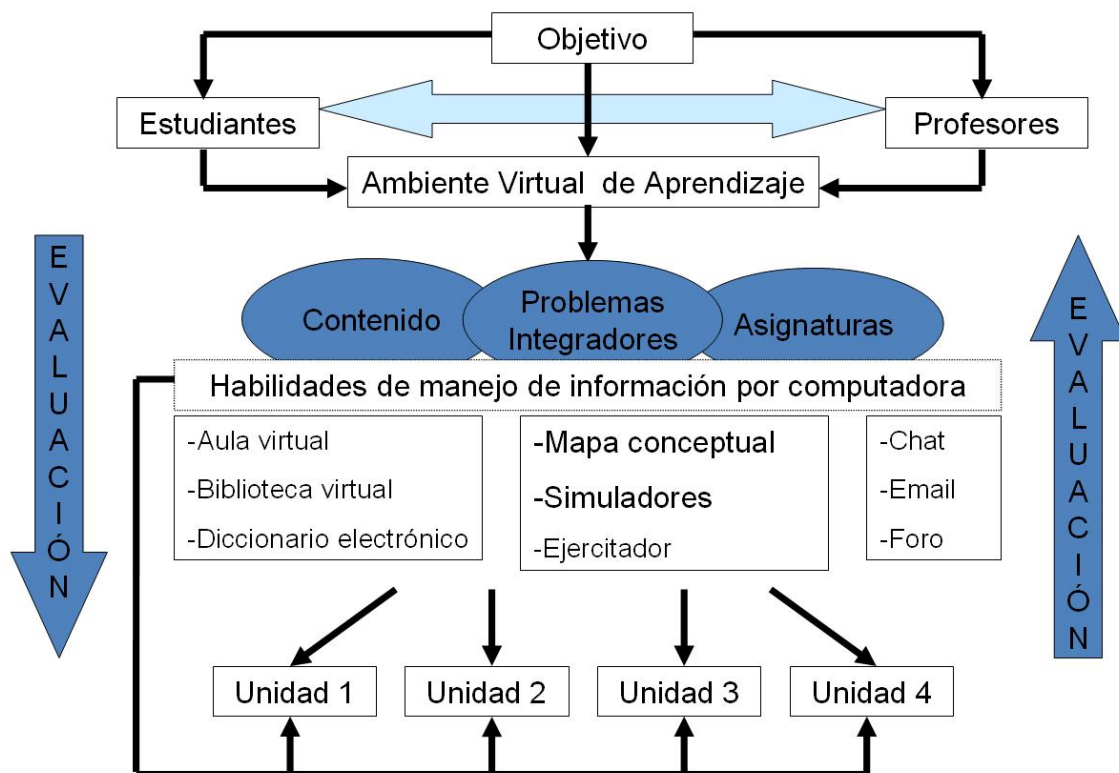 Objetivo
Estudiantes
Profesores
Ambiente Virtual de Aprendizaje
EVALUACIÓN
Contenido
Problemas
Integradores
Asignaturas
EVALUACIÓN
Habilidades de manejo de información por computadora
-Aula virtual
-Biblioteca virtual
-Diccionario electrónico
-Mapa conceptual
-Simuladores
-Ejercitador
-Chat
-Email
-Foro
Unidad 1
Unidad 2
Unidad 3
Unidad 4